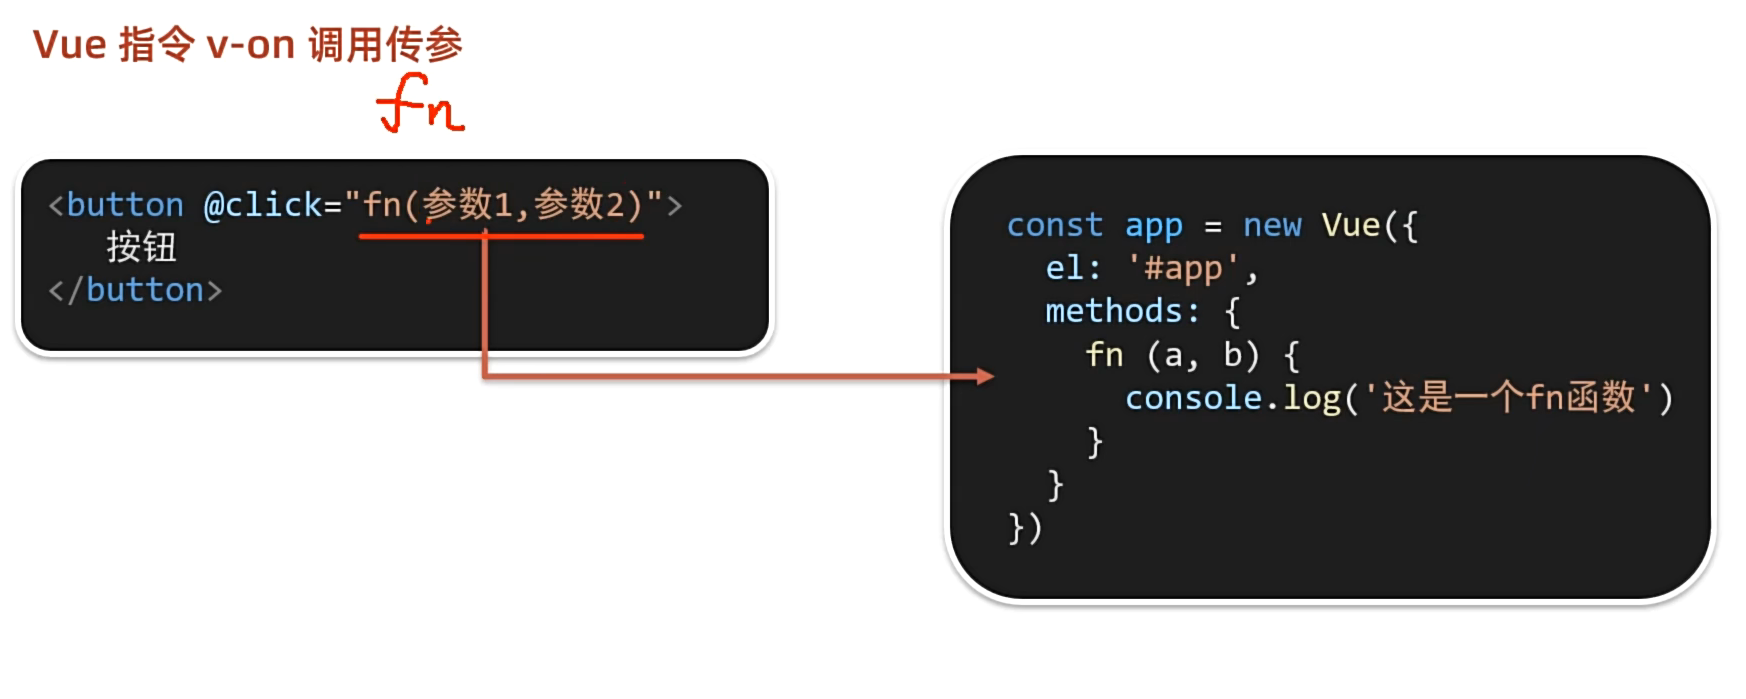 Vue 指令 v-on 调用传参
fn
<button @click="fn(参数1,参数2)">
按钮
</button>
const app = new Vue({
el: '#app',
methods: {
fn (a, b) {
console.log('这是一个fn函数')
}
}
})